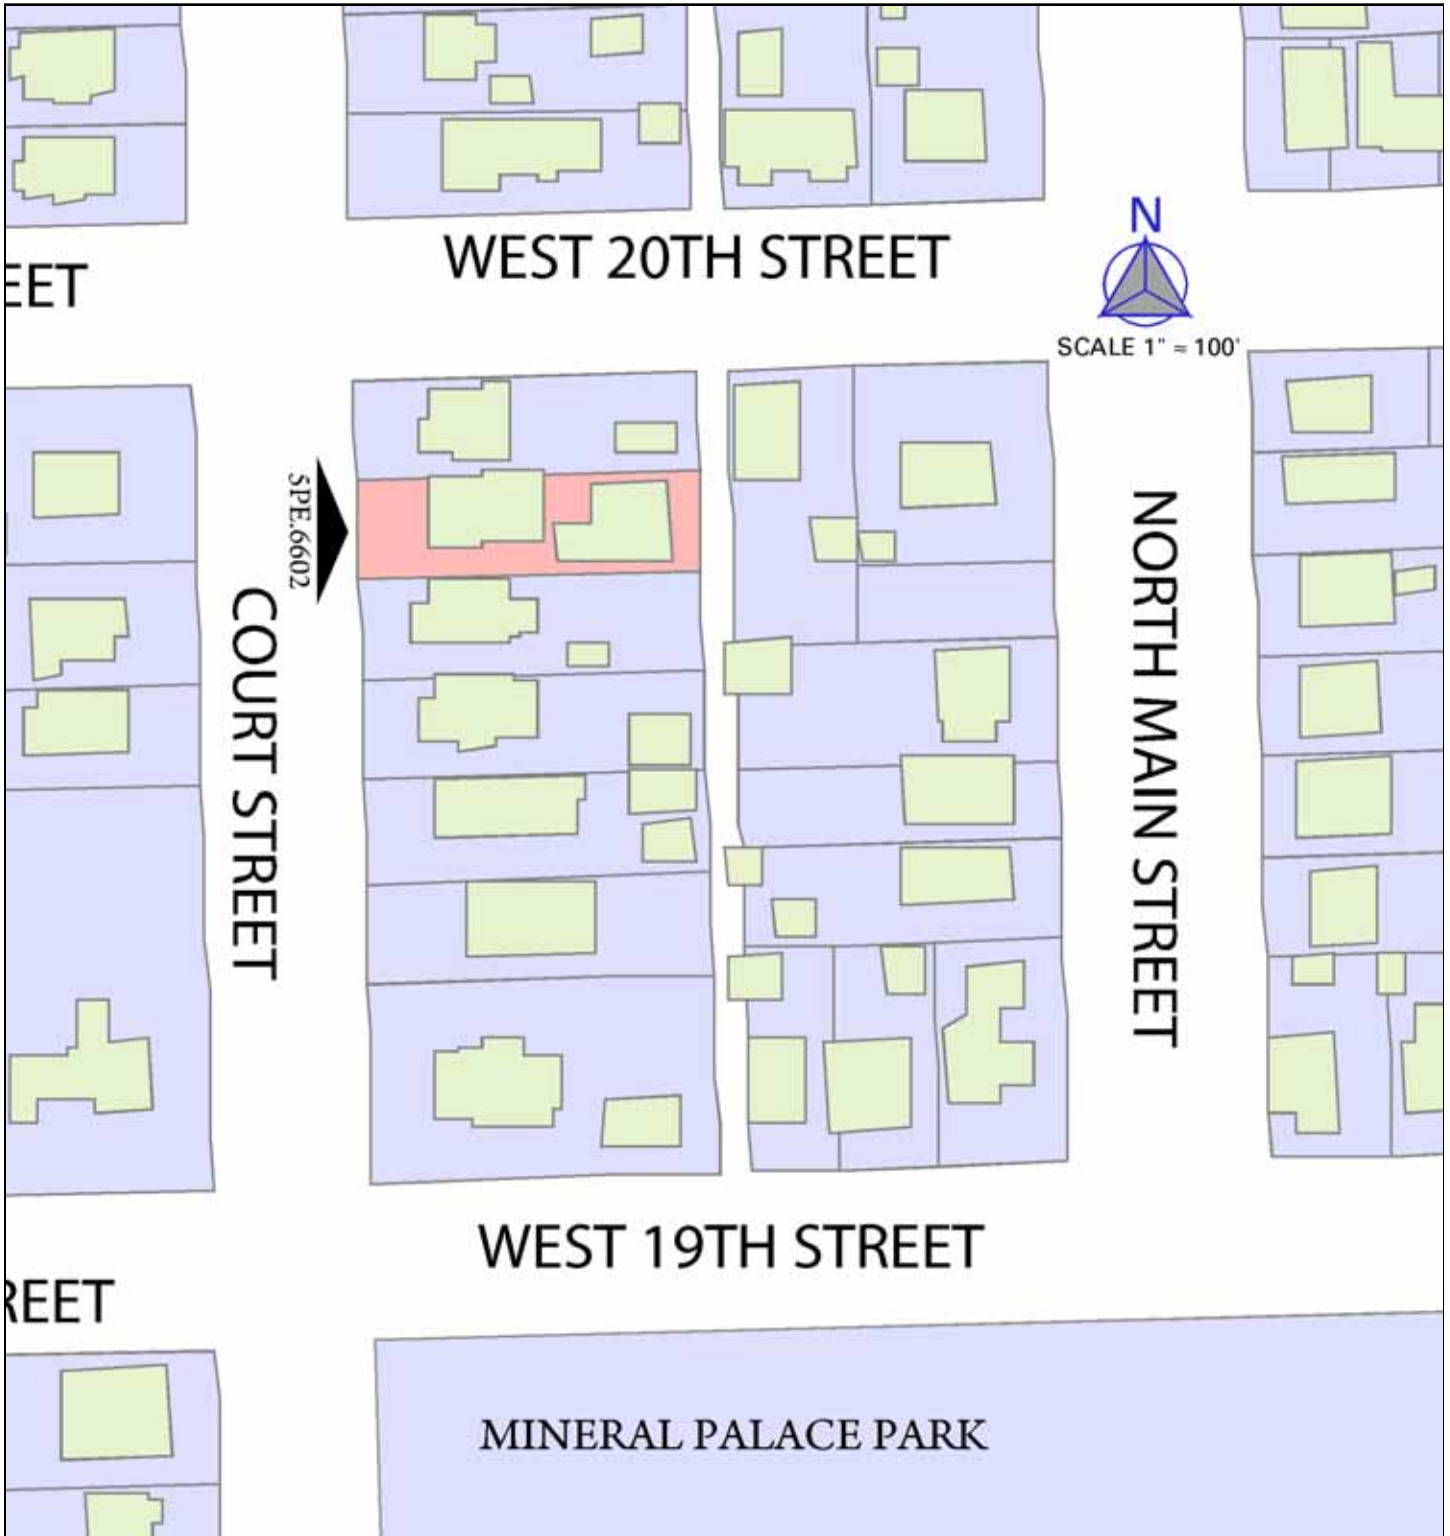 WEST 20TH STREET
EET
N
SCALE 1" = 100'
5PE.6602
COURT STREET
NORTH MAIN STREET
WEST 19TH STREET
REET
MINERAL PALACE PARK